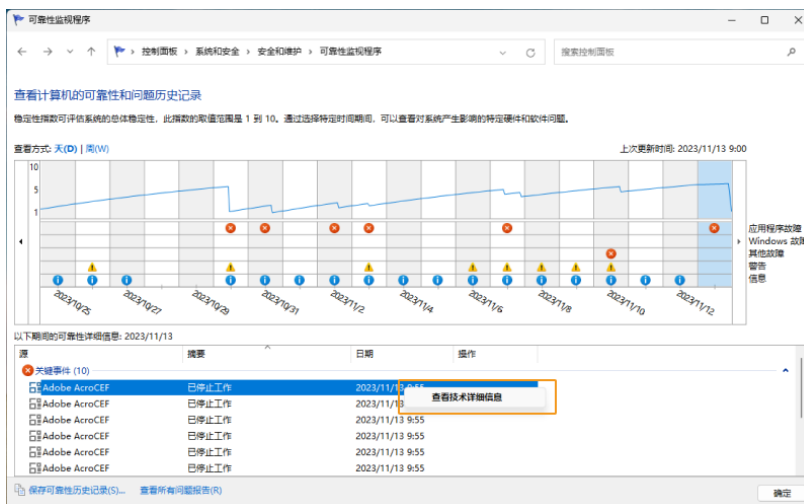 可靠性监视程序
控制面板 › 系统和安全 › 安全和维护 › 可靠性监视程序
搜索控制面板
查看计算机的可靠性和问题历史记录
稳定性指数可评估系统的总体稳定性，此指数的取值范围是 1 到 10。通过选择特定时间期间，可以查看对系统产生影响的特定硬件和软件问题。
查看方式: 天(D) | 周(W)
上次更新时间: 2023/11/13 9:00
10
5
1
应用程序故障
Windows 故障
其他故障
警告
信息
2023/10/25 2023/10/27 2023/10/29 2023/10/31 2023/11/2 2023/11/4 2023/11/6 2023/11/8 2023/11/10 2023/11/12
以下期间的可靠性详细信息: 2023/11/13
源 摘要 日期 操作
关键事件 (10)
Adobe AcroCEF 已停止工作 2023/11/13 9:55
查看技术详细信息
Adobe AcroCEF 已停止工作 2023/11/13
Adobe AcroCEF 已停止工作 2023/11/13 9:55
Adobe AcroCEF 已停止工作 2023/11/13 9:55
Adobe AcroCEF 已停止工作 2023/11/13 9:55
Adobe AcroCEF 已停止工作 2023/11/13 9:55
保存可靠性历史记录(S)... 查看所有问题报告(R)
确定